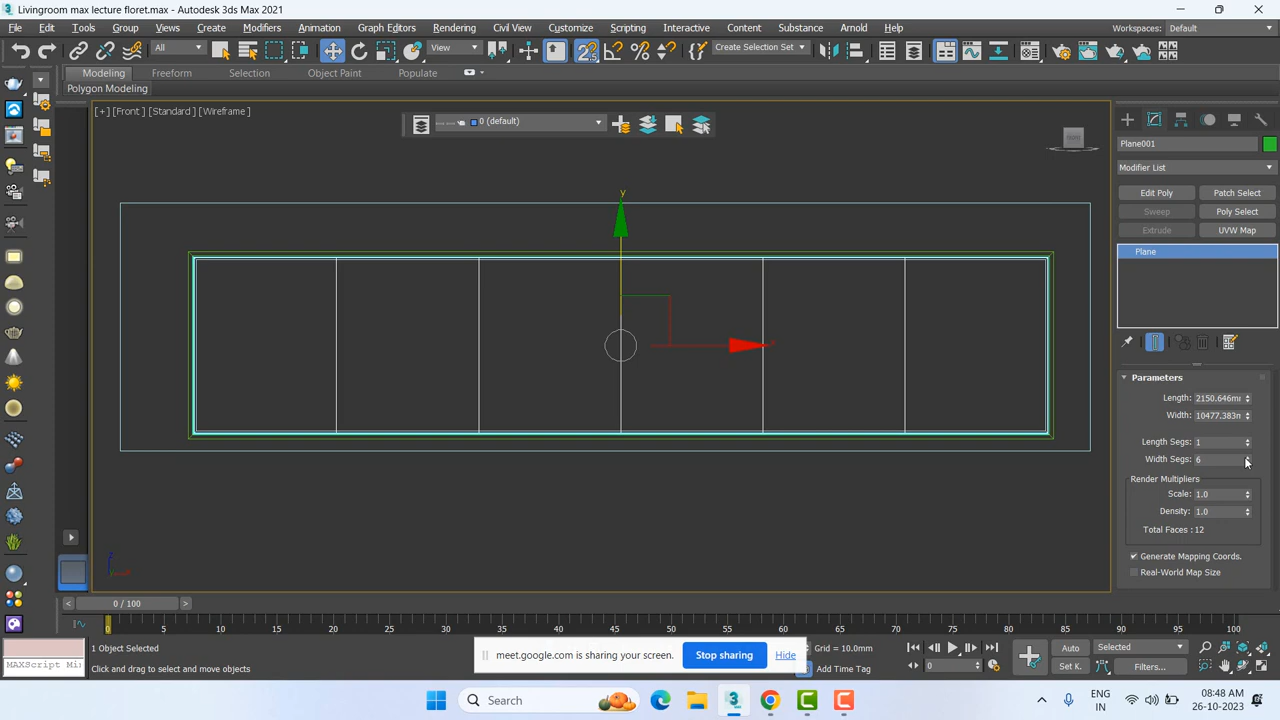 Livingroom max lecture floret.max - Autodesk 3ds Max 2021
File Edit Tools Group Views Create Modifiers Animation Graph Editors Rendering Civil View Customize Scripting Interactive Content Substance Arnold Help
Workspaces: Default
All View Create Selection Set
Modeling Freeform Selection Object Paint Populate
Polygon Modeling
[+] [Front ] [Standard ] [Wireframe ]
0 (default)
Plane001
Modifier List
Edit Poly Patch Select
Sweep Poly Select
Extrude UVW Map
Plane
y
Parameters
Length: 2150.646m
Width: 10477.383m
Length Segs: 1
Width Segs: 6
Render Multipliers
Scale: 1.0
Density: 1.0
Total Faces : 12
Generate Mapping Coords.
Real-World Map Size
< 0 / 100 >
0 5 10 15 20 25 30 35 40 45 50 55 60 65 70 75 80 85 90 95 100
1 Object Selected
MAXScript Mi
Click and drag to select and move objects
meet.google.com is sharing your screen. Stop sharing Hide
Grid = 10.0mm
Add Time Tag
Auto Selected
Set K. Filters...
0
Search
ENG
IN
08:48 AM
26-10-2023